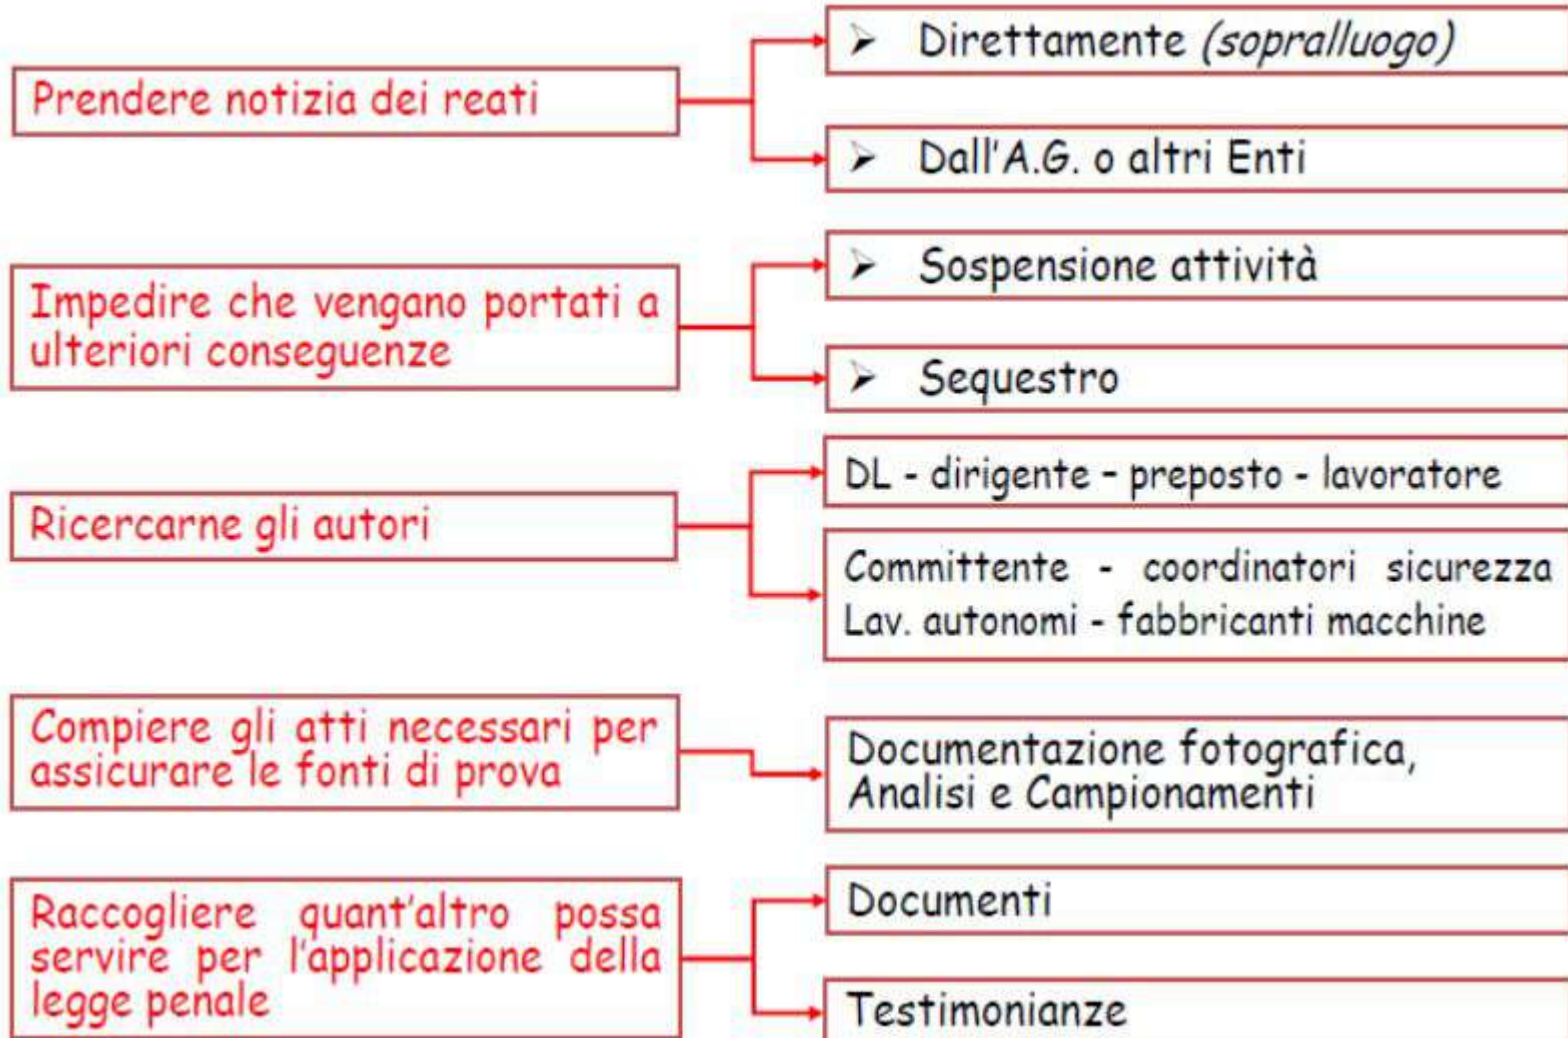 Prendere notizia dei reati
➢ Direttamente (sopralluogo)
➢ Dall'A.G. o altri Enti
Impedire che vengano portati a
ulteriori conseguenze
➢ Sospensione attività
➢ Sequestro
Ricercarne gli autori
DL - dirigente – preposto - lavoratore
Committente - coordinatori sicurezza
Lav. autonomi - fabbricanti macchine
Compiere gli atti necessari per
assicurare le fonti di prova
Documentazione fotografica,
Analisi e Campionamenti
Raccogliere quant'altro possa
servire per l'applicazione della
legge penale
Documenti
Testimonianze